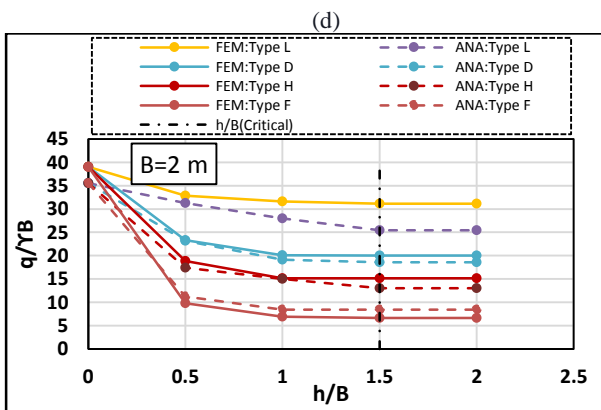 (d)
FEM:Type L ANA:Type L
FEM:Type D ANA:Type D
FEM:Type H ANA:Type H
FEM:Type F ANA:Type F
h/B(Critical)
45
40
35
30
25
20
15
10
5
0
B=2 m
q/ϒB
0 0.5 1 1.5 2 2.5
h/B